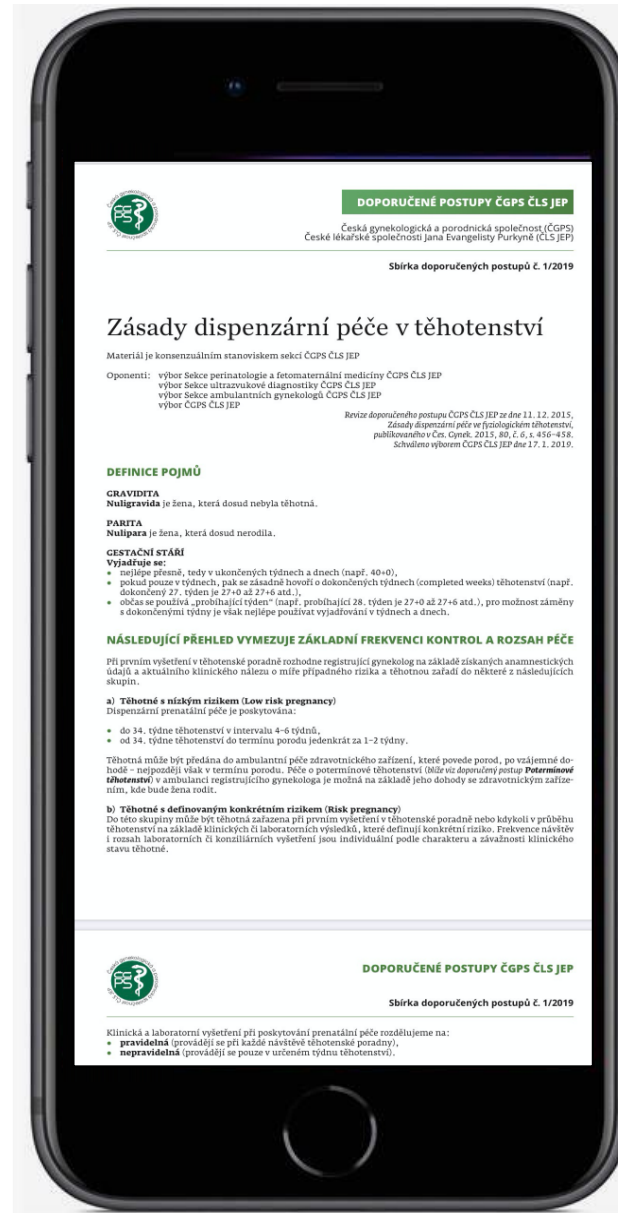 DOPORUČENÉ POSTUPY ČGPS ČLS JEP
Česká gynekologická a porodnická společnost (ČGPS)
České lékařské společnosti Jana Evangelisty Purkyně (ČLS JEP)
Sbírka doporučených postupů č. 1/2019
Zásady dispenzární péče v těhotenství
Materiál je konsenzuálním stanoviskem sekcí ČGPS ČLS JEP
Oponenti: výbor Sekce perinatologie a fetomaternální medicíny ČGPS ČLS JEP
výbor Sekce ultrazvukové diagnostiky ČGPS ČLS JEP
výbor Sekce ambulantních gynekologů ČGPS ČLS JEP
výbor ČGPS ČLS JEP
Revize doporučeného postupu ČGPS ČLS JEP ze dne 11. 12. 2015,
Zásady dispenzární péče ve fyziologickém těhotenství,
publikovaného v Čes. Gynek. 2015, 80, č. 6, s. 456–458.
Schváleno výborem ČGPS ČLS JEP dne 17. 1. 2019.
DEFINICE POJMŮ
GRAVIDITA
Nuligravida je žena, která dosud nebyla těhotná.
PARITA
Nulipara je žena, která dosud nerodila.
GESTAČNÍ STÁŘÍ
Vyjadřuje se:
• nejlépe přesně, tedy v ukončených týdnech a dnech (např. 40+0),
• pokud pouze v týdnech, pak se zásadně hovoří o dokončených týdnech (completed weeks) těhotenství (např.
dokončený 27. týden je 27+0 až 27+6 atd.),
• občas se používá „probíhající týden“ (např. probíhající 28. týden je 27+0 až 27+6 atd.), pro možnost záměny
s dokončenými týdny je však nejlépe používat vyjadřování v týdnech a dnech.
NÁSLEDUJÍCÍ PŘEHLED VYMEZUJE ZÁKLADNÍ FREKVENCI KONTROL A ROZSAH PÉČE
Při prvním vyšetření v těhotenské poradně rozhodne registrující gynekolog na základě získaných anamnestických
údajů a aktuálního klinického nálezu o míře případného rizika a těhotnou zařadí do některé z následujících
skupin.
a) Těhotné s nízkým rizikem (Low risk pregnancy)
Dispenzární prenatální péče je poskytována:
• do 34. týdne těhotenství v intervalu 4–6 týdnů,
• od 34. týdne těhotenství do termínu porodu jedenkrát za 1–2 týdny.
Těhotná může být předána do ambulantní péče zdravotnického zařízení, které povede porod, po vzájemné do-
hodě – nejpozději však v termínu porodu. Péče o potermínové těhotenství (blíže viz doporučený postup Potermínové
těhotenství) v ambulanci registrujícího gynekologa je možná na základě jeho dohody se zdravotnickým zaříze-
ním, kde bude žena rodit.
b) Těhotné s definovaným konkrétním rizikem (Risk pregnancy)
Do této skupiny může být těhotná zařazena při prvním vyšetření v těhotenské poradně nebo kdykoli v průběhu
těhotenství na základě klinických či laboratorních výsledků, které definují konkrétní riziko. Frekvence návštěv
i rozsah laboratorních či konziliárních vyšetření jsou individuální podle charakteru a závažnosti klinického
stavu těhotné.
DOPORUČENÉ POSTUPY ČGPS ČLS JEP
Sbírka doporučených postupů č. 1/2019
Klinická a laboratorní vyšetření při poskytování prenatální péče rozdělujeme na:
• pravidelná (provádějí se při každé návštěvě těhotenské poradny),
• nepravidelná (provádějí se pouze v určeném týdnu těhotenství).